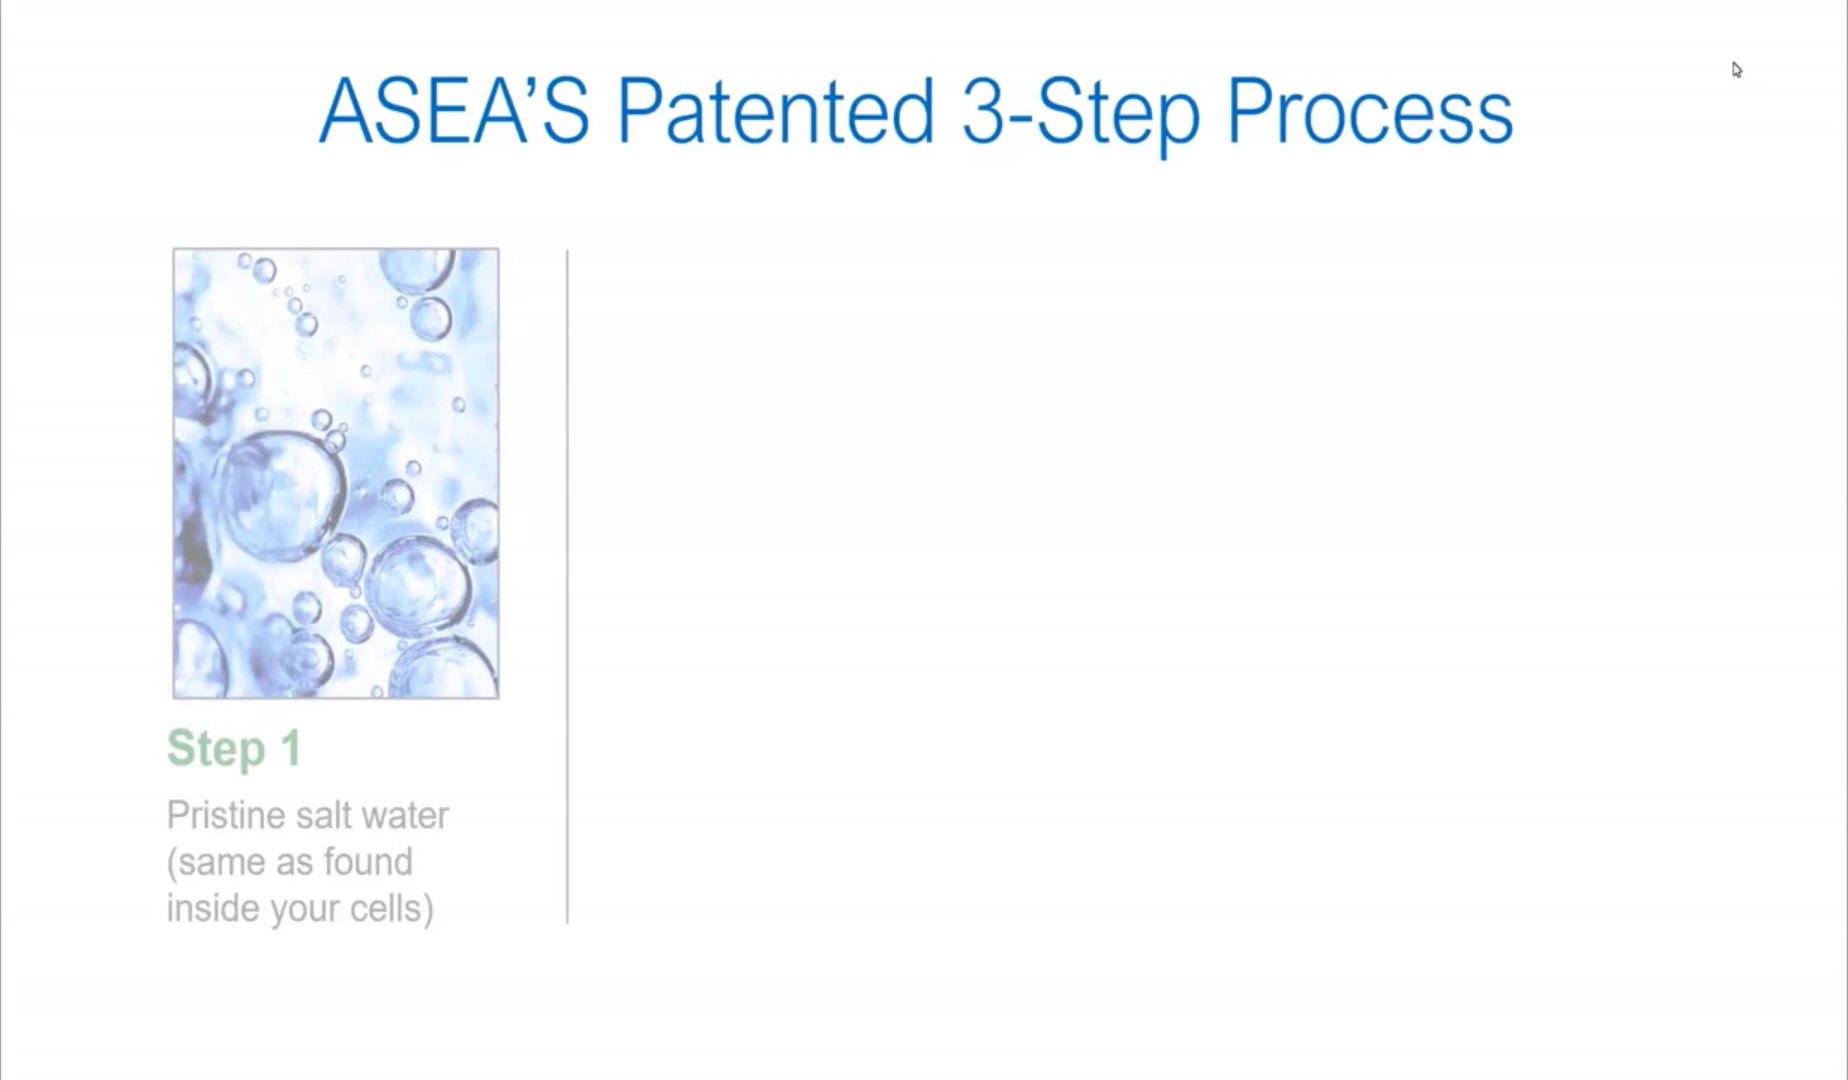 ASEA’S Patented 3-Step Process
Step 1
Pristine salt water
(same as found
inside your cells)